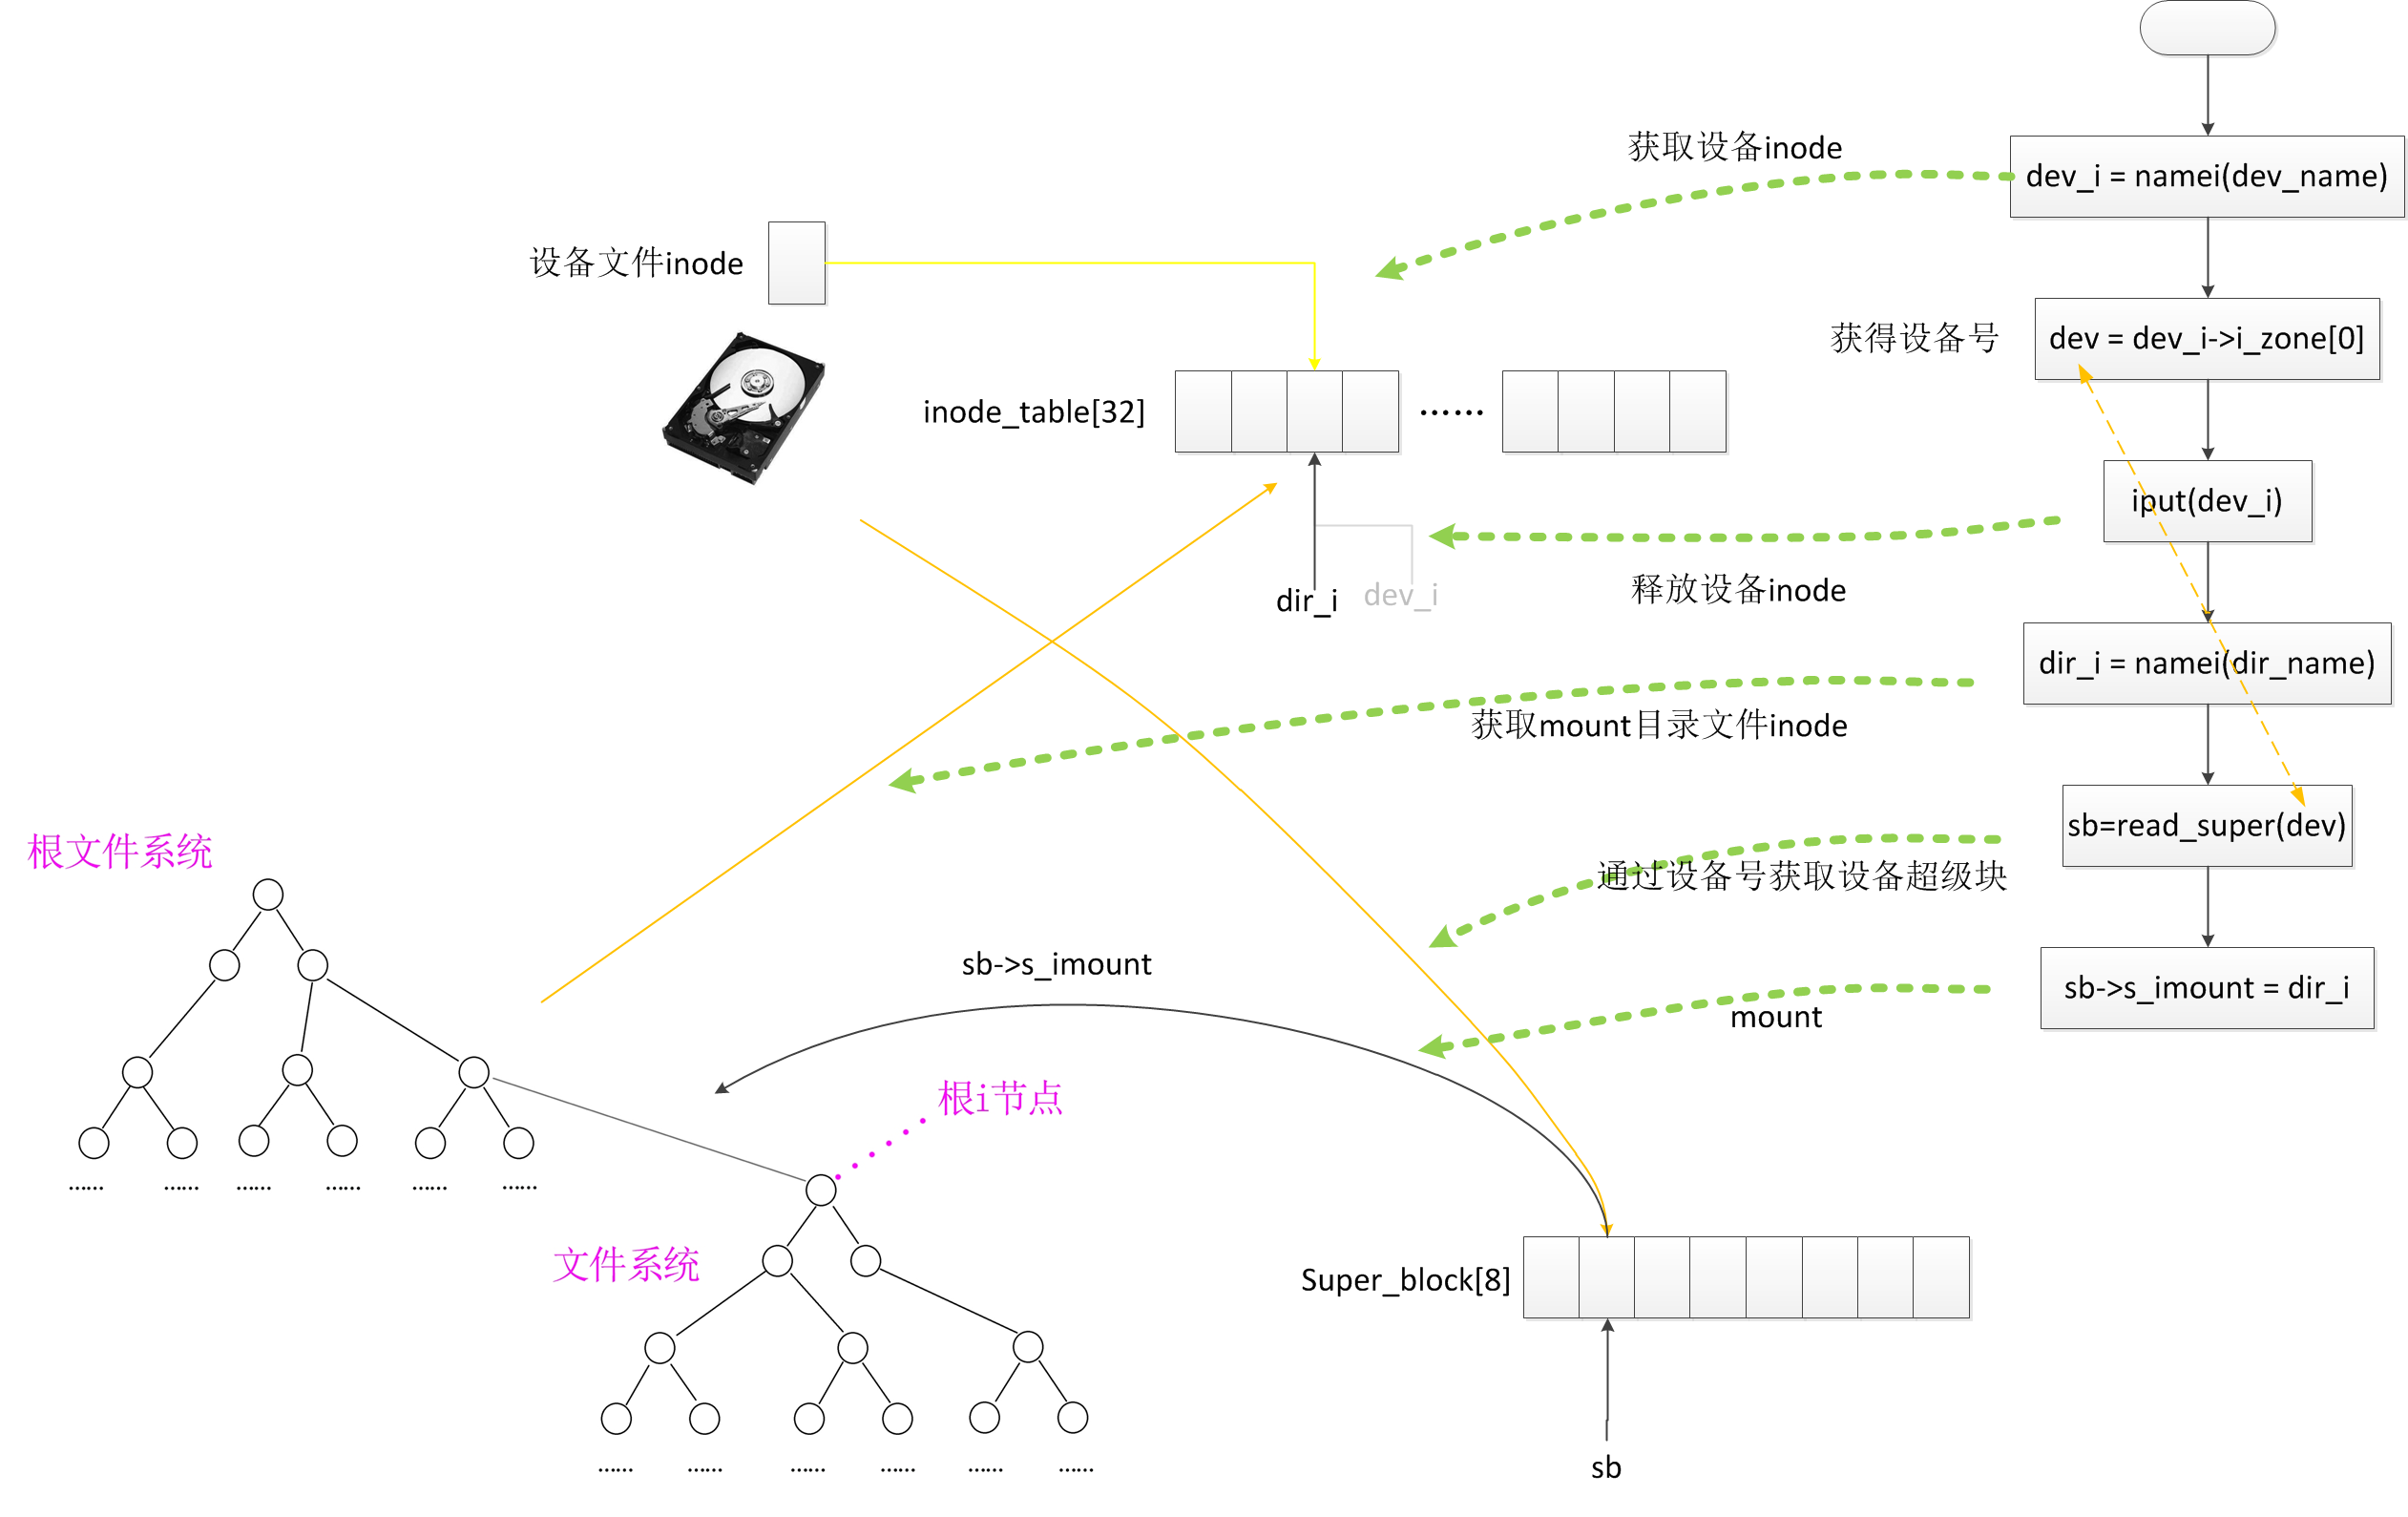 获取设备inode
dev_i = namei(dev_name)
设备文件inode
获得设备号
dev = dev_i->i_zone[0]
inode_table[32]
……
iput(dev_i)
dir_i
dev_i
释放设备inode
dir_i = namei(dir_name)
获取mount目录文件inode
sb=read_super(dev)
根文件系统
通过设备号获取设备超级块
sb->s_imount
sb->s_imount = dir_i
mount
根i节点
…… …… …… …… …… ……
文件系统
Super_block[8]
…… …… …… …… …… ……
sb